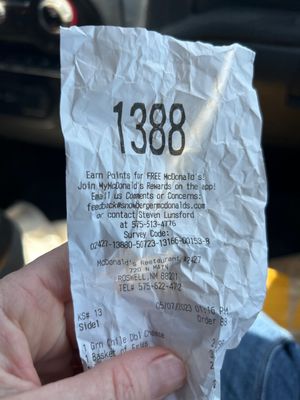 1388
Earn Points for FREE McDonald's!
Join MyMcDonald's Rewards on the app!
Email us Comments or Concerns:
feedback@snowbergermcdonalds.com
or contact Steven Lunsford
at 575-513-4776
Survey Code:
02427-13880-50723-13166-00153-8
McDonald's Restaurant #2427
720 N MAIN
ROSWELL,NM 88201
TEL# 575-622-472
KS# 13 05/07/2023 01:16 PM
Side1 Order 88
1 Grn Chile Dbl Cheese
1 Basket of Fries